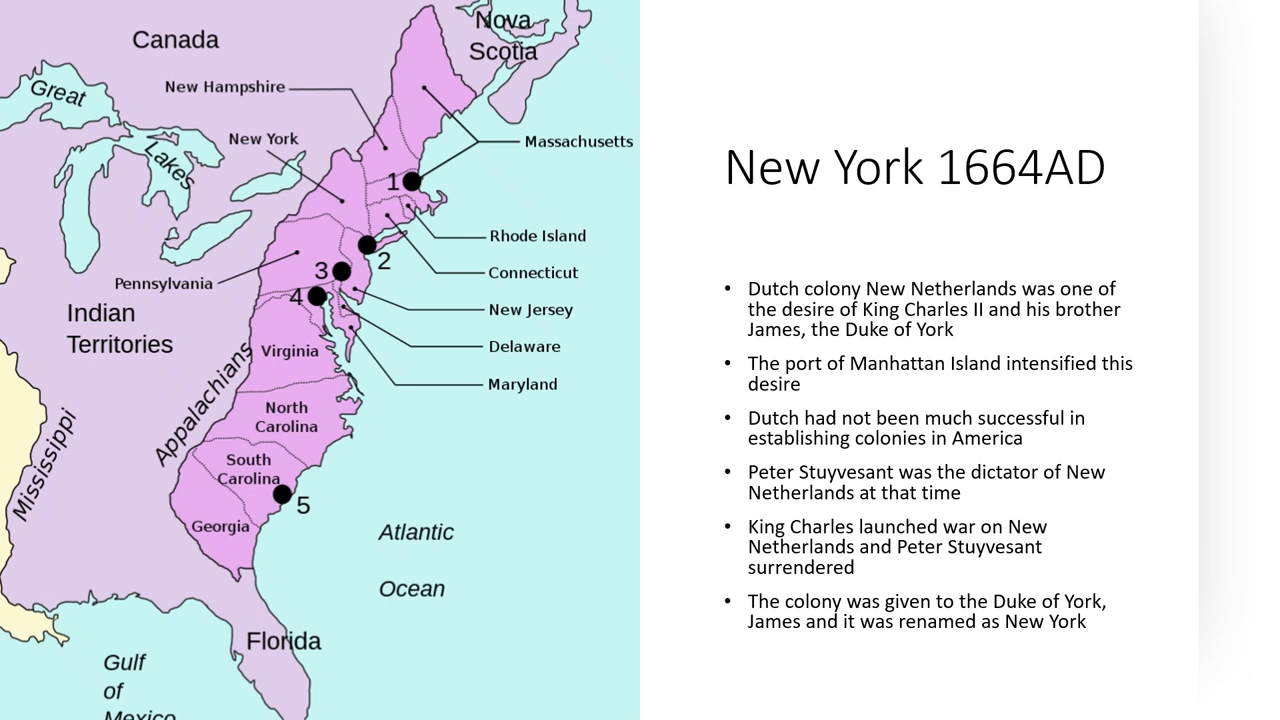 Canada
Nova
Scotia
Great
Lakes
New Hampshire
New York
Massachusetts
1
Rhode Island
2
Connecticut
3
Pennsylvania
4
New Jersey
Indian
Territories
Delaware
Virginia
Maryland
Appalachians
North
Carolina
Mississippi
South
Carolina
5
Georgia
Atlantic
Ocean
Florida
Gulf
of
Mexico
New York 1664AD
• Dutch colony New Netherlands was one of
the desire of King Charles II and his brother
James, the Duke of York
• The port of Manhattan Island intensified this
desire
• Dutch had not been much successful in
establishing colonies in America
• Peter Stuyvesant was the dictator of New
Netherlands at that time
• King Charles launched war on New
Netherlands and Peter Stuyvesant
surrendered
• The colony was given to the Duke of York,
James and it was renamed as New York